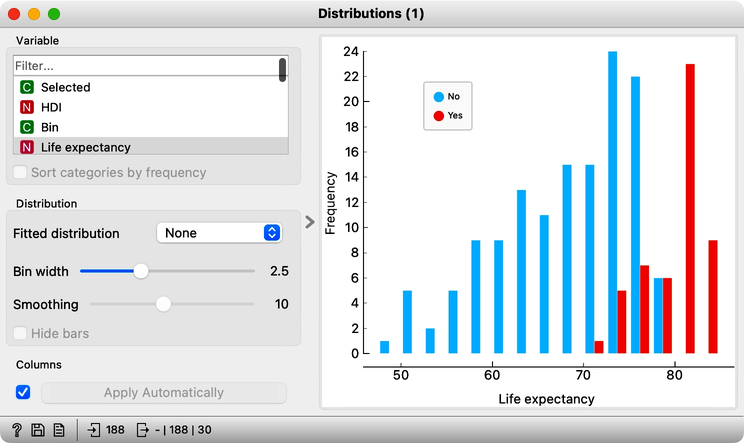 Distributions (1)
Variable
Filter...
C Selected
N HDI
C Bin
N Life expectancy
Sort categories by frequency
Distribution
Fitted distribution None
Bin width 2.5
Smoothing 10
Hide bars
Columns
Apply Automatically
? 188 - | 188 | 30
24
22
20
18
16
14
12
10
8
6
4
2
0
Frequency
No
Yes
50 60 70 80
Life expectancy